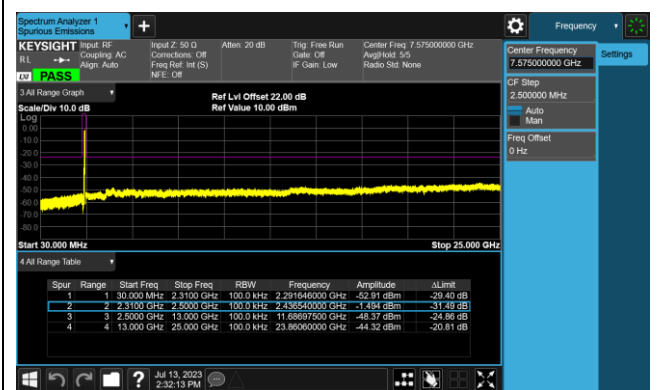 Spectrum Analyzer 1
Spurious Emissions
Frequency
KEYSIGHT Input: RF
RL Coupling: AC
Align: Auto
Input Z: 50 Ω
Corrections: Off
Freq Ref: Int (S)
NFE: Off
Atten: 20 dB
Trig: Free Run
Gate: Off
IF Gain: Low
Center Freq: 7.575000000 GHz
Avg|Hold: 5/5
Radio Std: None
LXI PASS
Center Frequency
7.575000000 GHz
Settings
CF Step
2.500000 MHz
Auto
Man
Freq Offset
0 Hz
3 All Range Graph
Scale/Div 10.0 dB
Ref Lvl Offset 22.00 dB
Ref Value 10.00 dBm
Log
0.00
-10.0
-20.0
-30.0
-40.0
-50.0
-60.0
-70.0
-80.0
Start 30.000 MHz Stop 25.000 GHz
4 All Range Table
Spur Range Start Freq Stop Freq RBW Frequency Amplitude ΔLimit
1 1 30.000 MHz 2.3100 GHz 100.0 kHz 2.291646000 GHz -52.91 dBm -29.40 dB
2 2 2.3100 GHz 2.5000 GHz 100.0 kHz 2.436540000 GHz -1.494 dBm -31.49 dB
3 3 2.5000 GHz 13.000 GHz 100.0 kHz 11.68697500 GHz -48.37 dBm -24.86 dB
4 4 13.000 GHz 25.000 GHz 100.0 kHz 23.86060000 GHz -44.32 dBm -20.81 dB
Jul 13, 2023
2:32:13 PM